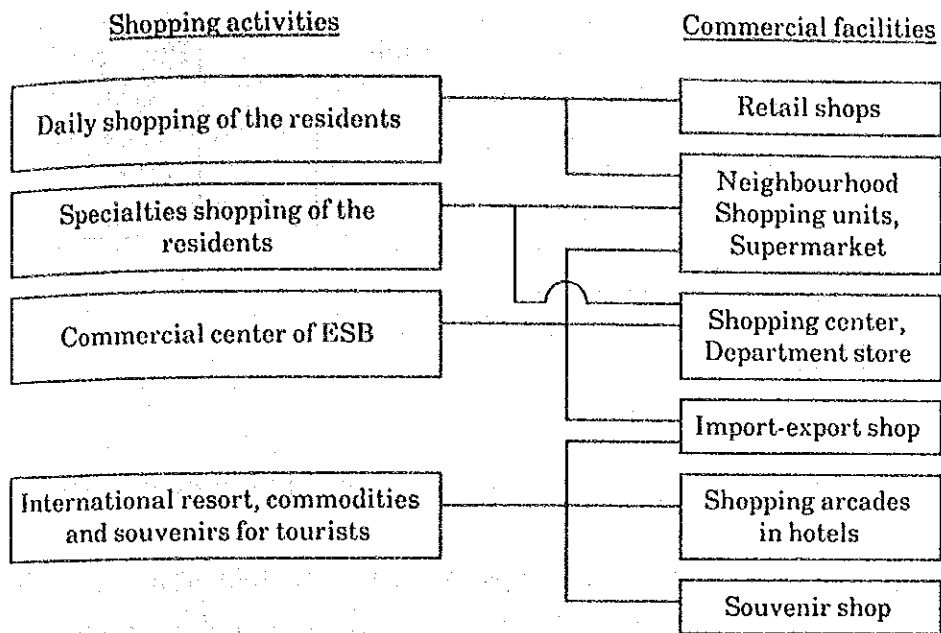 Shopping activities
Commercial facilities
Daily shopping of the residents
Specialties shopping of the
residents
Commercial center of ESB
International resort, commodities
and souvenirs for tourists
Retail shops
Neighbourhood
Shopping units,
Supermarket
Shopping center,
Department store
Import-export shop
Shopping arcades
in hotels
Souvenir shop